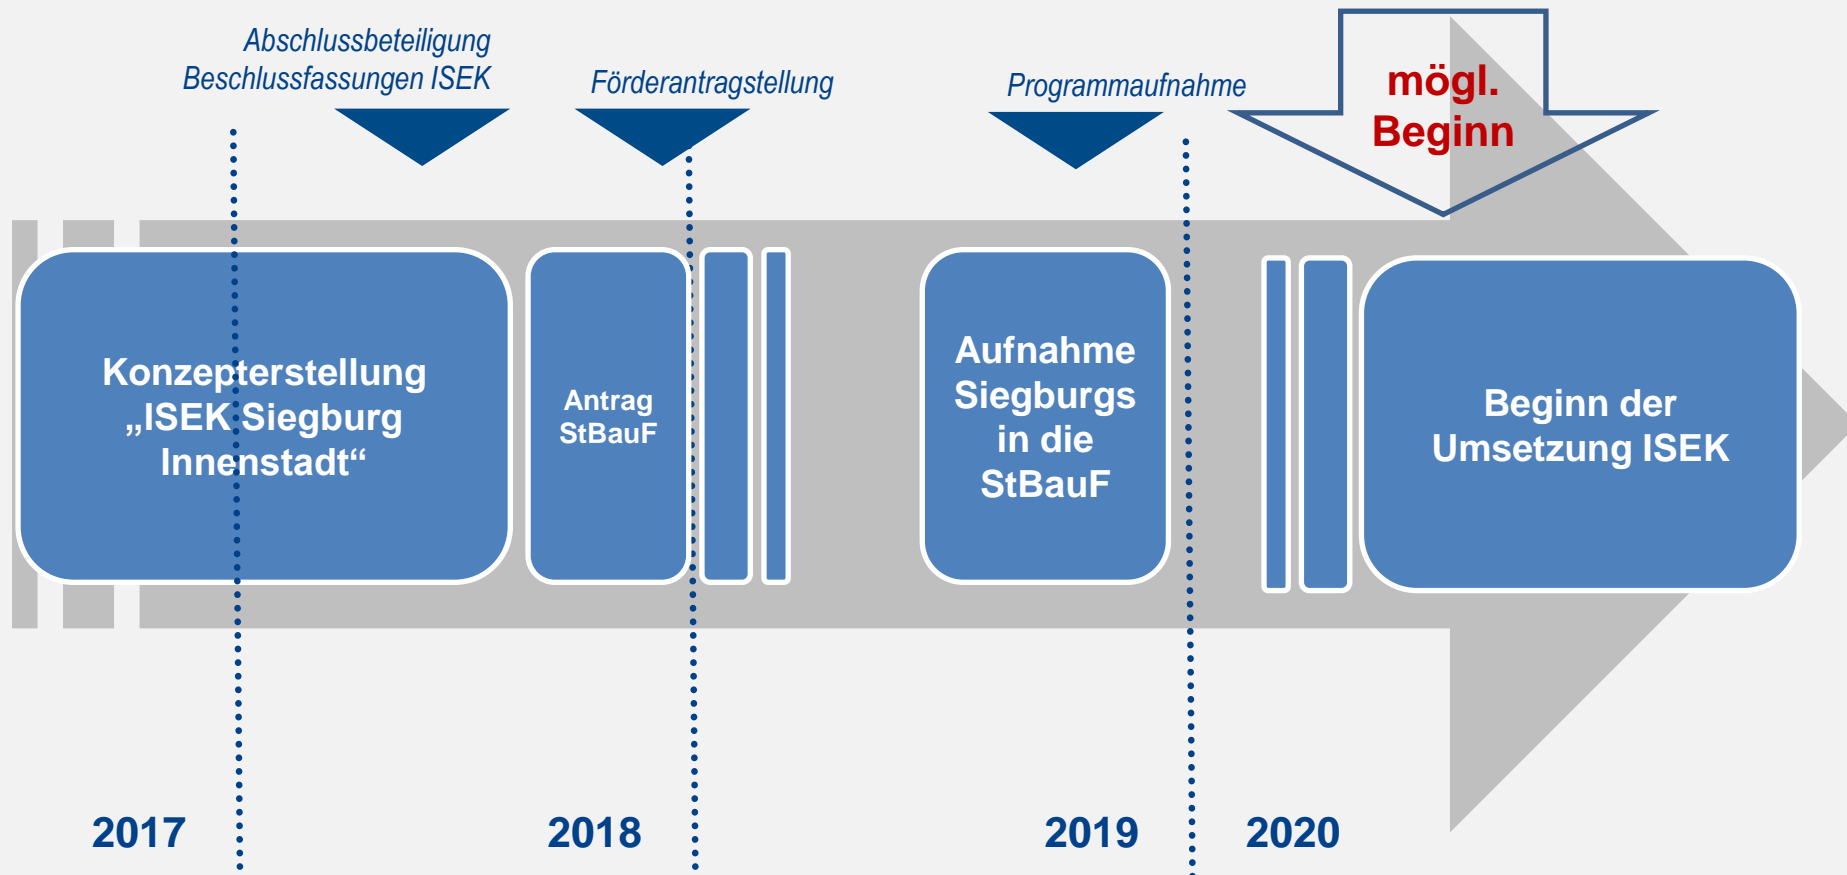 Abschlussbeteiligung
Beschlussfassungen ISEK
Förderantragstellung
Programmaufnahme
mögl.
Beginn
Konzepterstellung
„ISEK Siegburg
Innenstadt“
Antrag
StBauF
Aufnahme
Siegburgs
in die
StBauF
Beginn der
Umsetzung ISEK
2017
2018
2019
2020